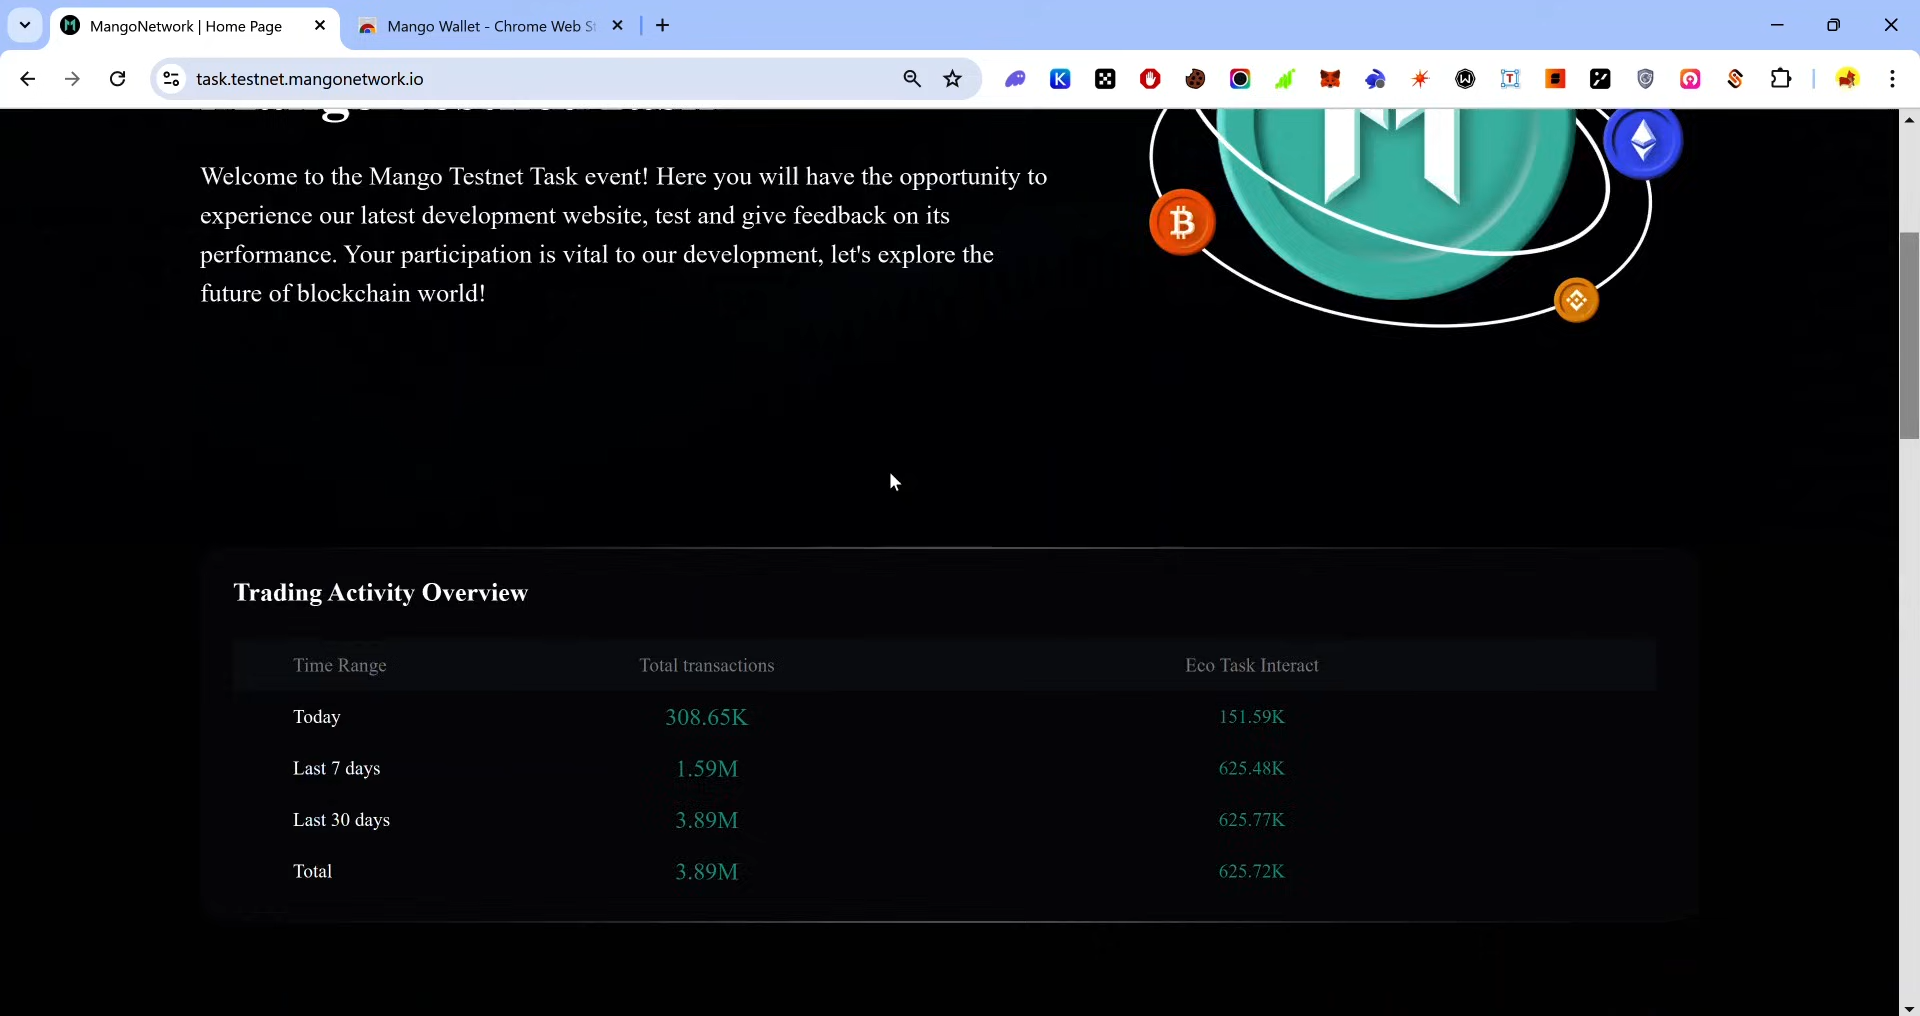 MangoNetwork | Home Page
Mango Wallet - Chrome Web St
task.testnet.mangonetwork.io
Welcome to the Mango Testnet Task event! Here you will have the opportunity to
experience our latest development website, test and give feedback on its
performance. Your participation is vital to our development, let's explore the
future of blockchain world!
Trading Activity Overview
Time Range Total transactions Eco Task Interact
Today 308.65K 151.59K
Last 7 days 1.59M 625.48K
Last 30 days 3.89M 625.77K
Total 3.89M 625.72K